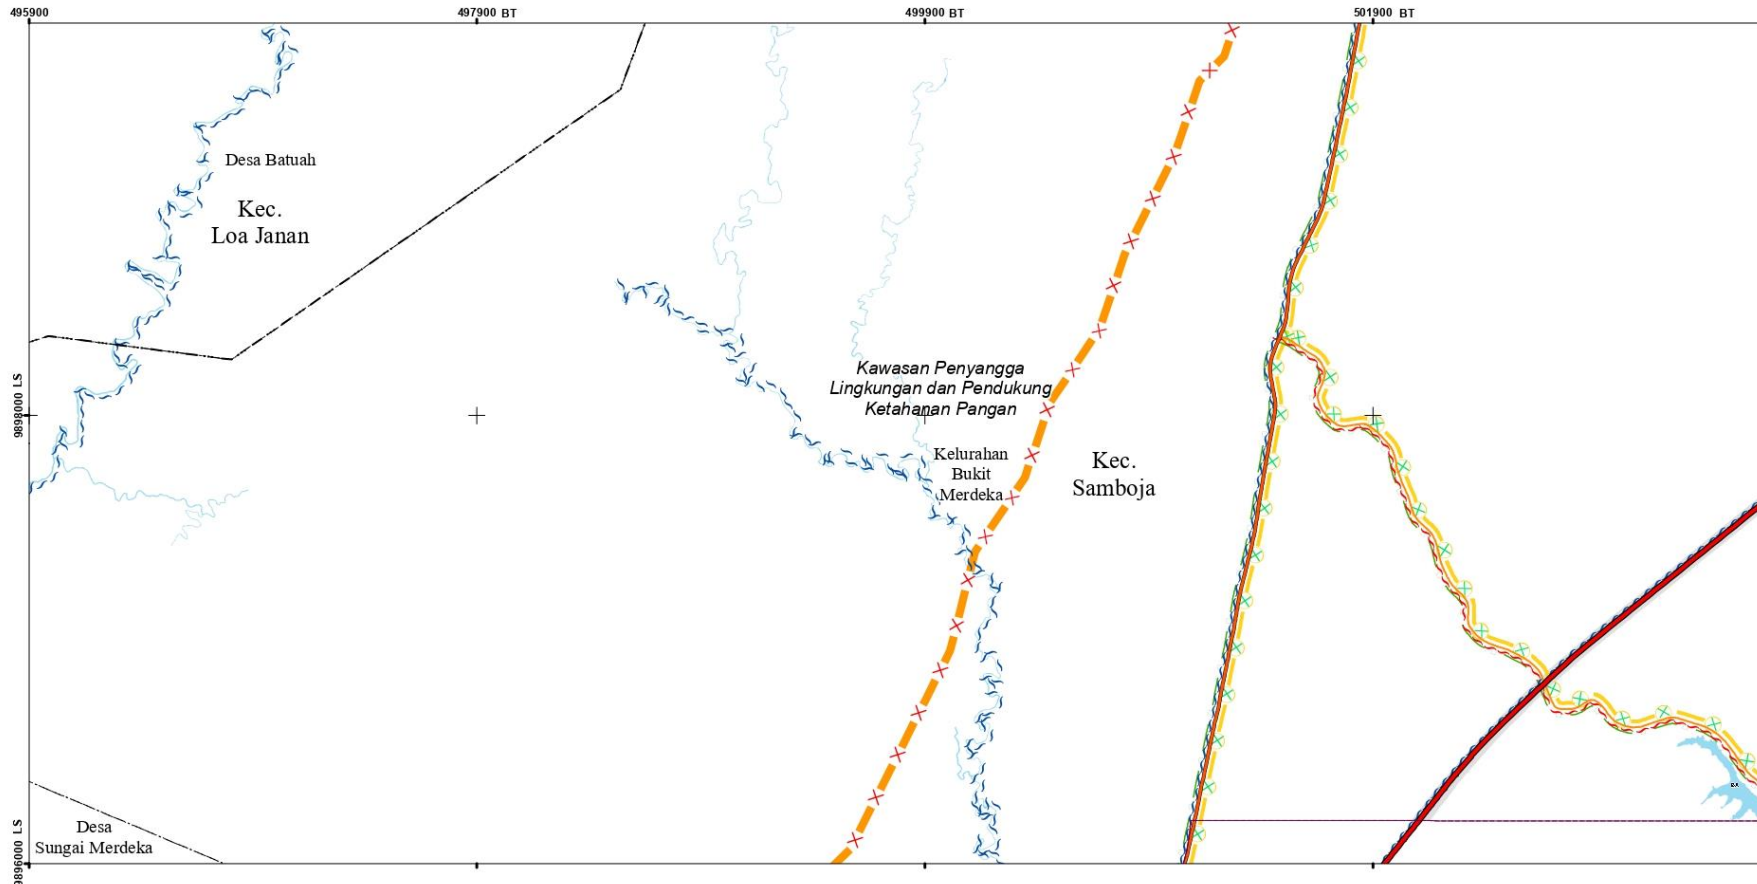 495900
497900 BT
499900 BT
501900 BT
Desa Batuah
Kec.
Loa Janan
Kawasan Penyangga
Lingkungan dan Pendukung
Ketahanan Pangan
9898000 LS
Kelurahan
Bukit
Merdeka
Kec.
Samboja
Desa
Sungai Merdeka
9896000 LS